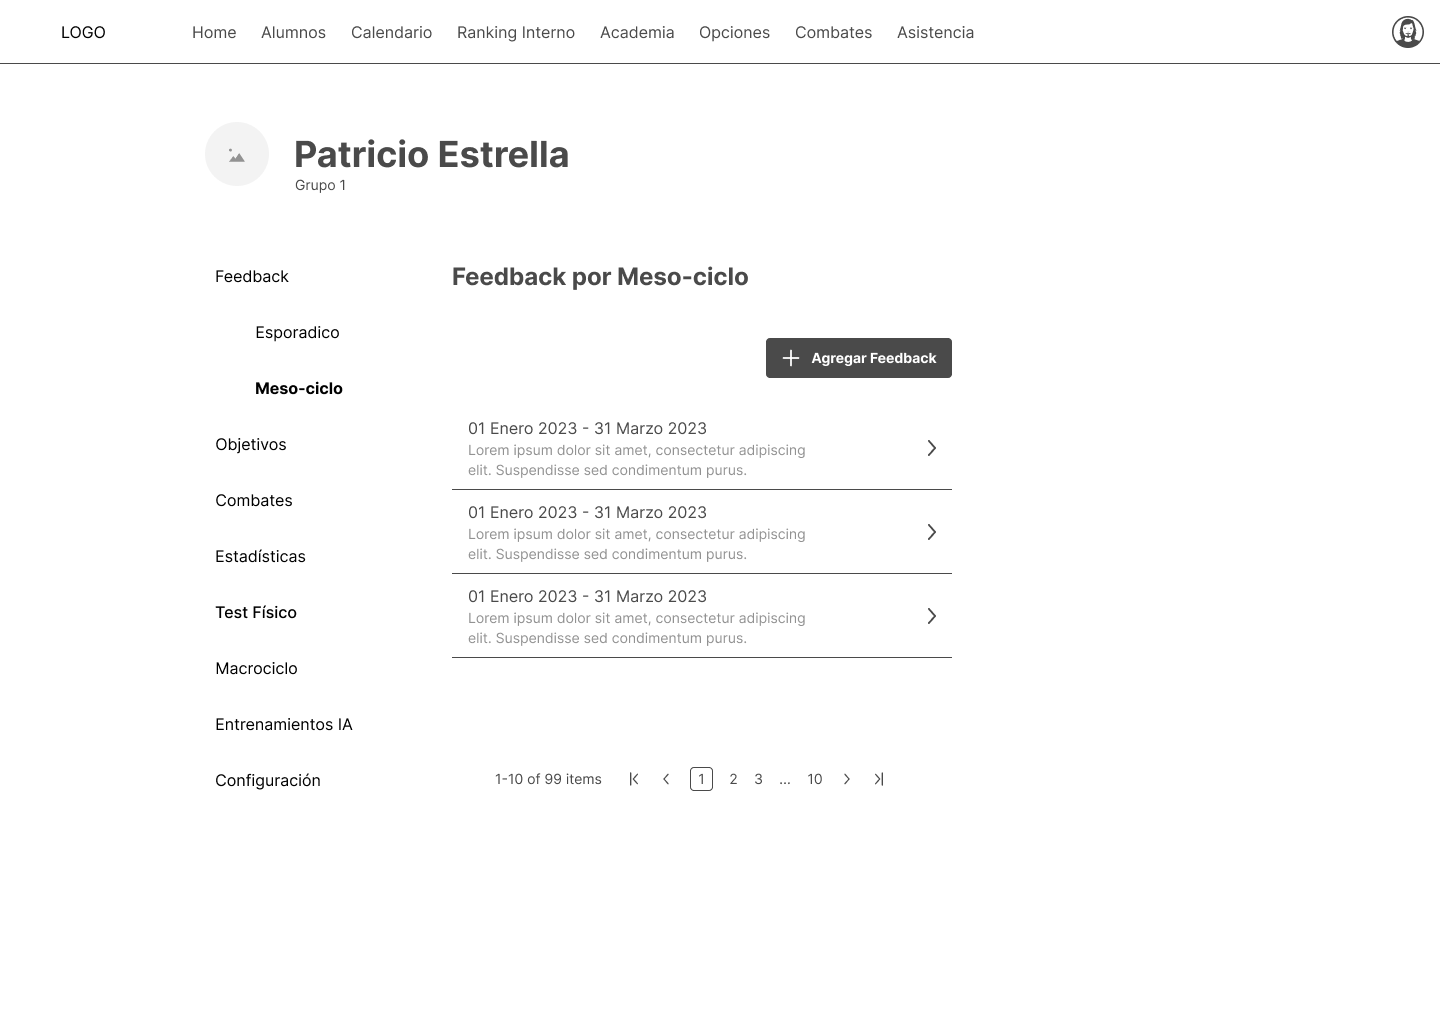 LOGO
Home Alumnos Calendario Ranking Interno Academia Opciones Combates Asistencia
Patricio Estrella
Grupo 1
Feedback
Esporadico
Meso-ciclo
Objetivos
Combates
Estadísticas
Test Físico
Macrociclo
Entrenamientos IA
Configuración
Feedback por Meso-ciclo
Agregar Feedback
01 Enero 2023 - 31 Marzo 2023
Lorem ipsum dolor sit amet, consectetur adipiscing
elit. Suspendisse sed condimentum purus.
01 Enero 2023 - 31 Marzo 2023
Lorem ipsum dolor sit amet, consectetur adipiscing
elit. Suspendisse sed condimentum purus.
01 Enero 2023 - 31 Marzo 2023
Lorem ipsum dolor sit amet, consectetur adipiscing
elit. Suspendisse sed condimentum purus.
1-10 of 99 items 1 2 3 ... 10